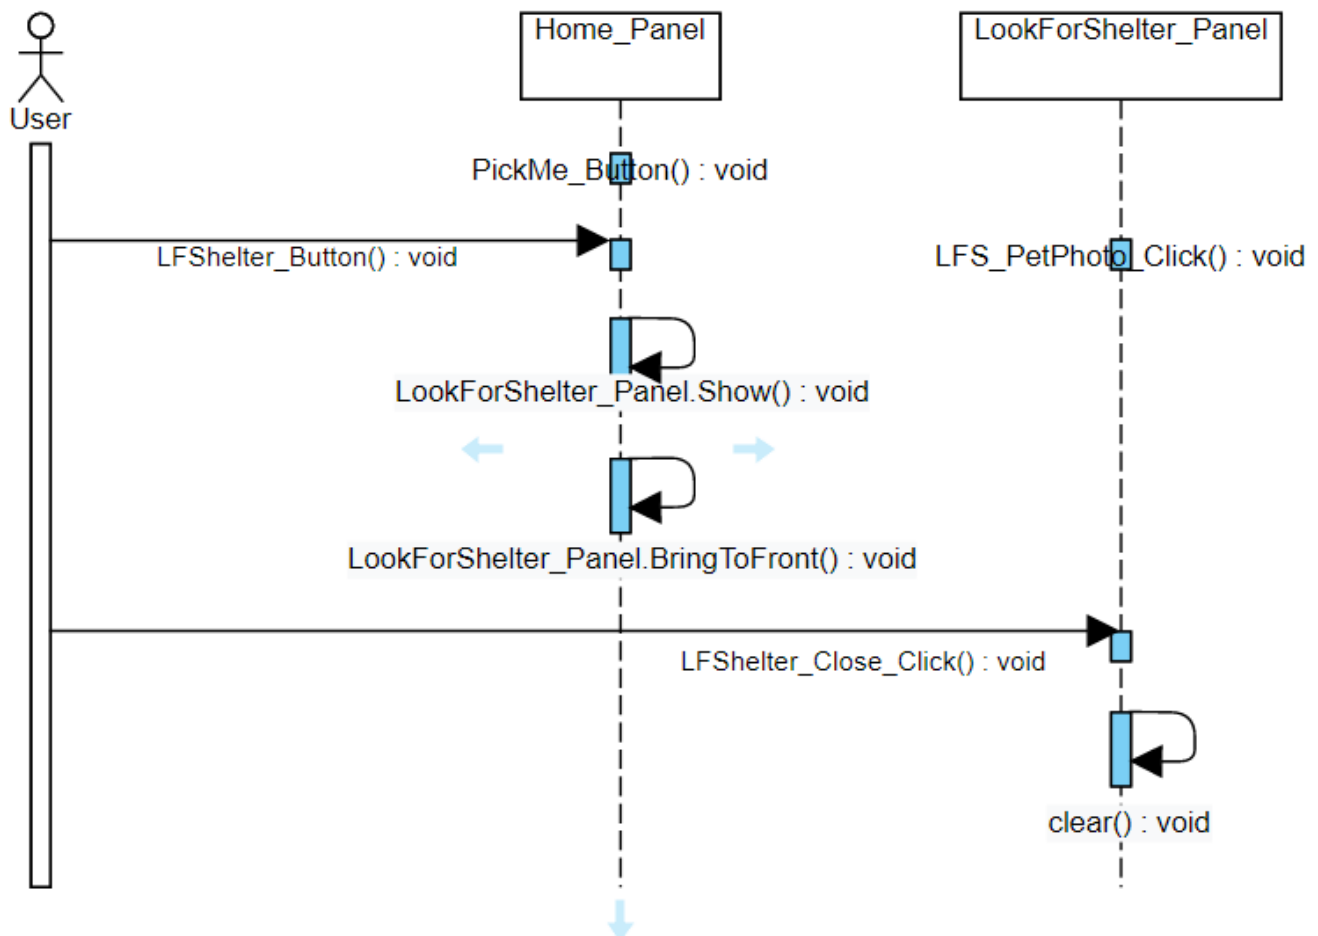 Home_Panel
LookForShelter_Panel
User
PickMe_Button() : void
LFShelter_Button() : void
LFS_PetPhoto_Click() : void
LookForShelter_Panel.Show() : void
LookForShelter_Panel.BringToFront() : void
LFShelter_Close_Click() : void
clear() : void